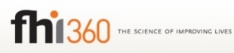 fhi360 THE SCIENCE OF IMPROVING LIVES